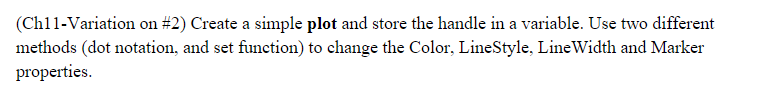 (Ch11-Variation on #2) Create a simple plot and store the handle in a variable. Use two different
methods (dot notation, and set function) to change the Color, LineStyle, LineWidth and Marker
properties.